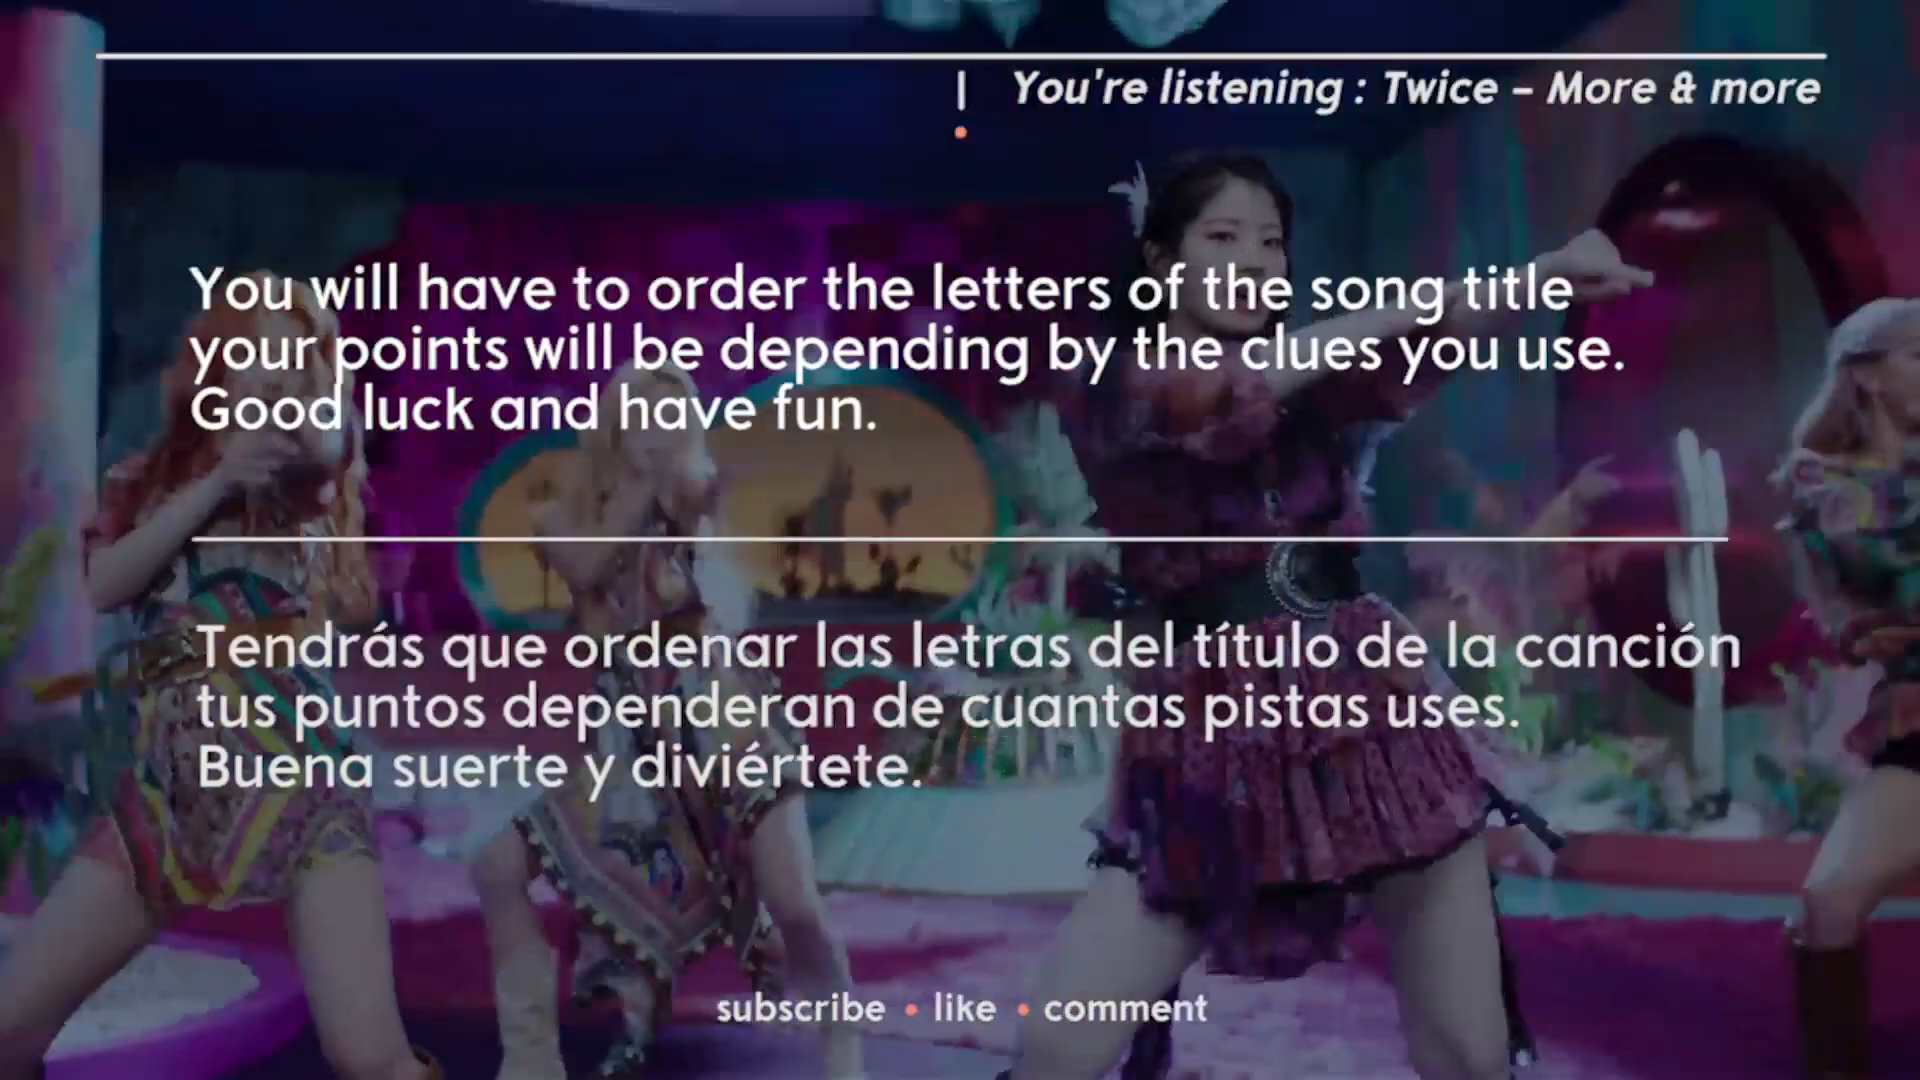 | You're listening : Twice – More & more
You will have to order the letters of the song title
your points will be depending by the clues you use.
Good luck and have fun.
Tendrás que ordenar las letras del título de la canción
tus puntos dependeran de cuantas pistas uses.
Buena suerte y diviértete.
subscribe • like • comment